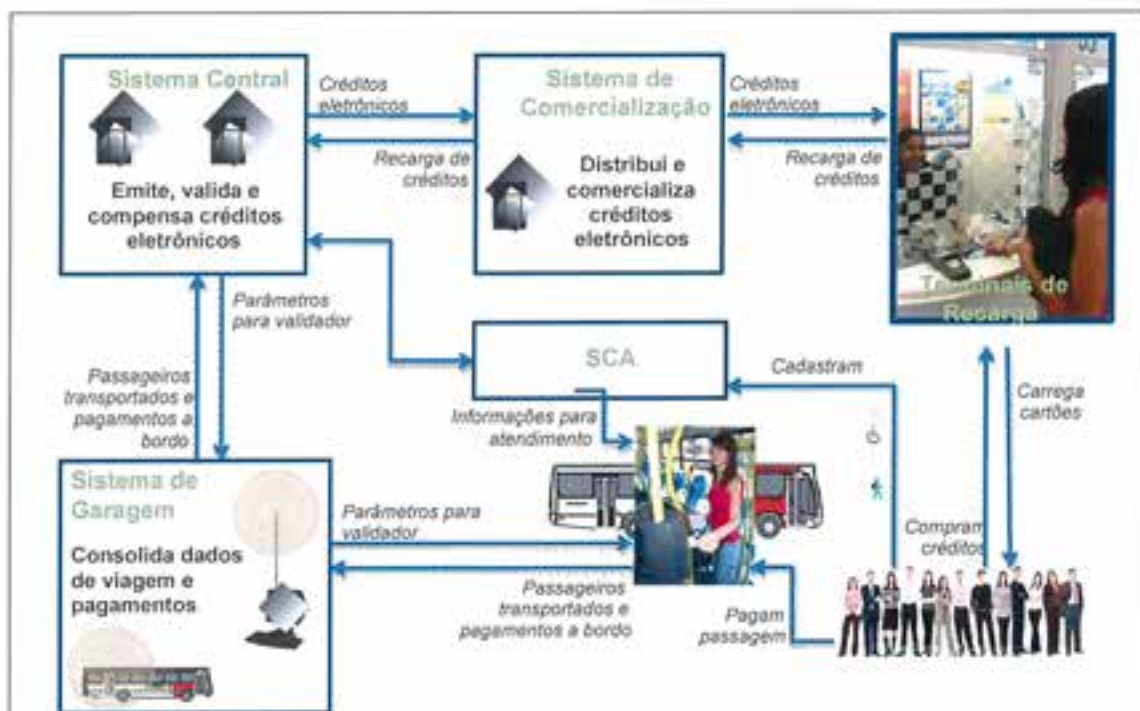 Sistema Central
Emite, valida e
compensa créditos
eletrônicos
Créditos
eletrônicos
Recarga de
créditos
Sistema de
Comercialização
Distribui e
comercializa
créditos
eletrônicos
Créditos
eletrônicos
Recarga de
créditos
Terminais de
Recarga
Parâmetros
para validador
Passageiros
transportados e
pagamentos a
bordo
SCA
Cadastram
Informações para
atendimento
Carrega
cartões
Sistema de
Garagem
Consolida dados
de viagem e
pagamentos
Parâmetros para
validador
Passageiros
transportados e
pagamentos a bordo
Compram
créditos
Pagam
passagem